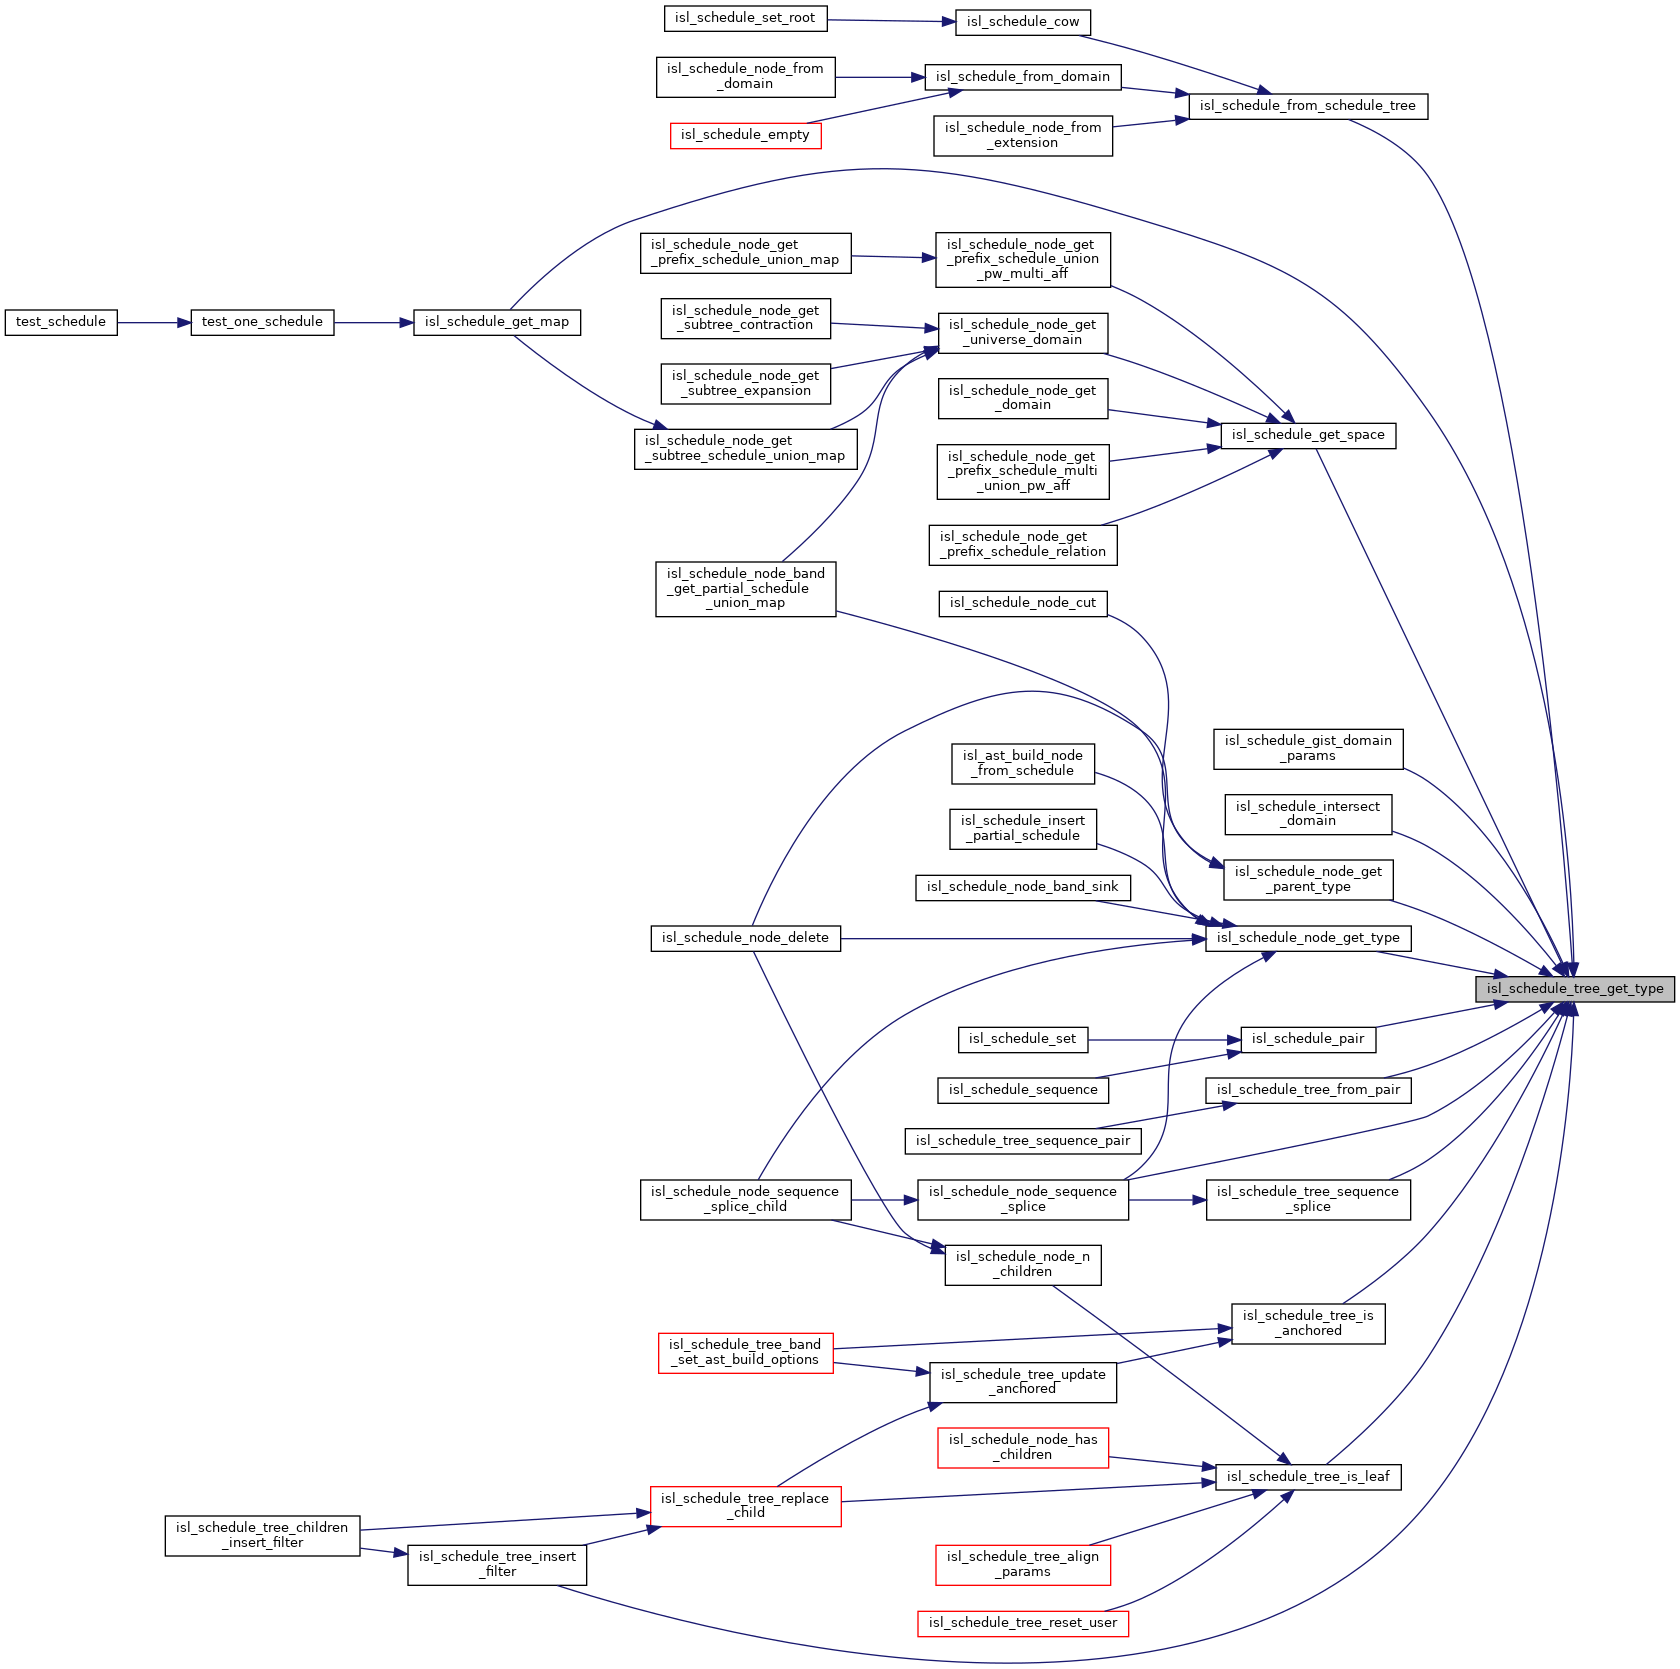 isl_schedule_set_root
isl_schedule_cow
isl_schedule_node_from
_domain
isl_schedule_from_domain
isl_schedule_from_schedule_tree
isl_schedule_empty
isl_schedule_node_from
_extension
isl_schedule_node_get
_prefix_schedule_union_map
isl_schedule_node_get
_prefix_schedule_union
_pw_multi_aff
test_schedule
test_one_schedule
isl_schedule_get_map
isl_schedule_node_get
_subtree_contraction
isl_schedule_node_get
_universe_domain
isl_schedule_node_get
_subtree_expansion
isl_schedule_node_get
_domain
isl_schedule_node_get
_subtree_schedule_union_map
isl_schedule_get_space
isl_schedule_node_get
_prefix_schedule_multi
_union_pw_aff
isl_schedule_node_get
_prefix_schedule_relation
isl_schedule_node_band
_get_partial_schedule
_union_map
isl_schedule_node_cut
isl_schedule_gist_domain
_params
isl_ast_build_node
_from_schedule
isl_schedule_intersect
_domain
isl_schedule_insert
_partial_schedule
isl_schedule_node_get
_parent_type
isl_schedule_node_band_sink
isl_schedule_node_delete
isl_schedule_node_get_type
isl_schedule_tree_get_type
isl_schedule_set
isl_schedule_pair
isl_schedule_sequence
isl_schedule_tree_from_pair
isl_schedule_tree_sequence_pair
isl_schedule_node_sequence
_splice_child
isl_schedule_node_sequence
_splice
isl_schedule_tree_sequence
_splice
isl_schedule_node_n
_children
isl_schedule_tree_is
_anchored
isl_schedule_tree_band
_set_ast_build_options
isl_schedule_tree_update
_anchored
isl_schedule_node_has
_children
isl_schedule_tree_is_leaf
isl_schedule_tree_replace
_child
isl_schedule_tree_children
_insert_filter
isl_schedule_tree_insert
_filter
isl_schedule_tree_align
_params
isl_schedule_tree_reset_user